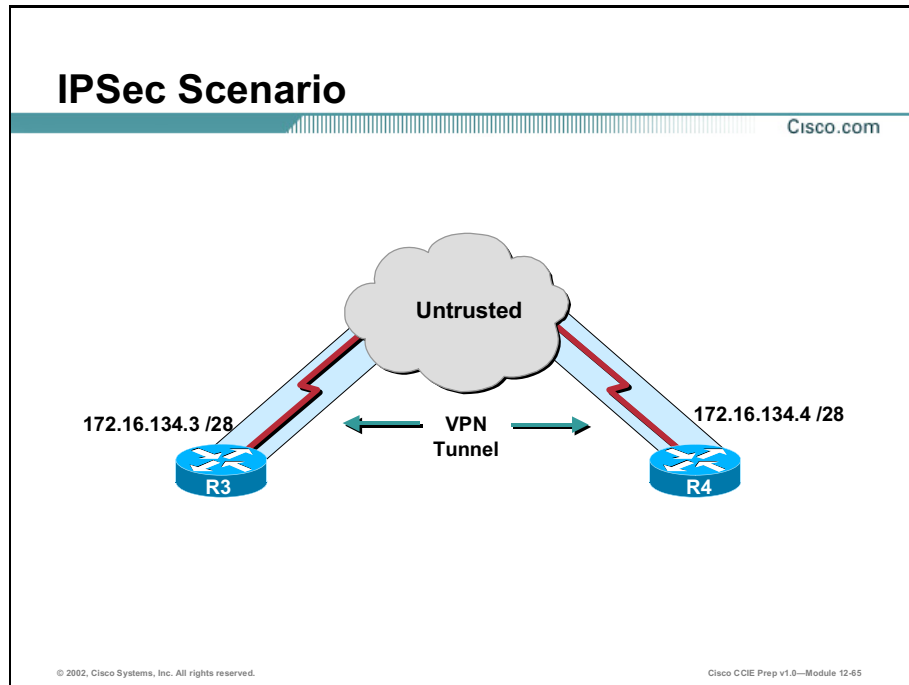 IPSec Scenario
Cisco.com
Untrusted
172.16.134.3 /28
VPN
Tunnel
172.16.134.4 /28
R3
R4
© 2002, Cisco Systems, Inc. All rights reserved.
Cisco CCIE Prep v1.0—Module 12-65